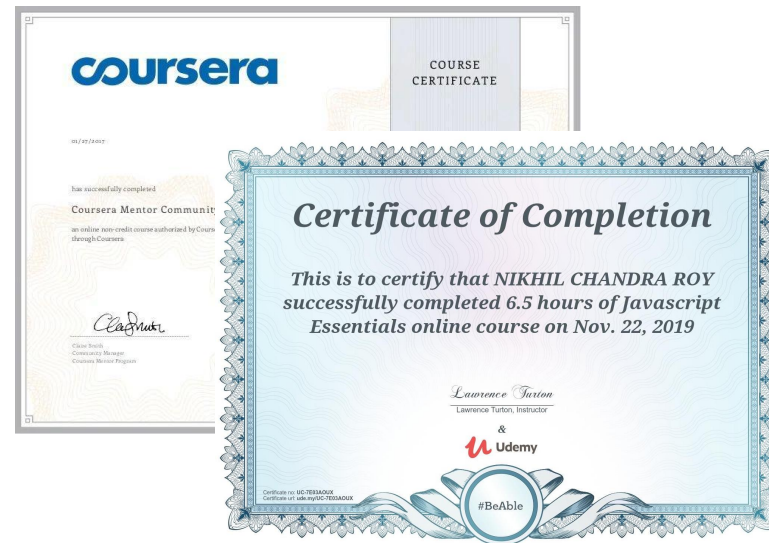 coursera
COURSE
CERTIFICATE
01/27/2017
has successfully completed
Coursera Mentor Community
an online non-credit course authorized by Course
through Coursera
Claire Smith
Community Manager
Coursera Mentor Program
Certificate of Completion
This is to certify that NIKHIL CHANDRA ROY
successfully completed 6.5 hours of Javascript
Essentials online course on Nov. 22, 2019
Lawrence Turton
Lawrence Turton, Instructor
&
Udemy
Certificate no: UC-7E03AOUX
Certificate url: ude.my/UC-7E03AOUX
#BeAble